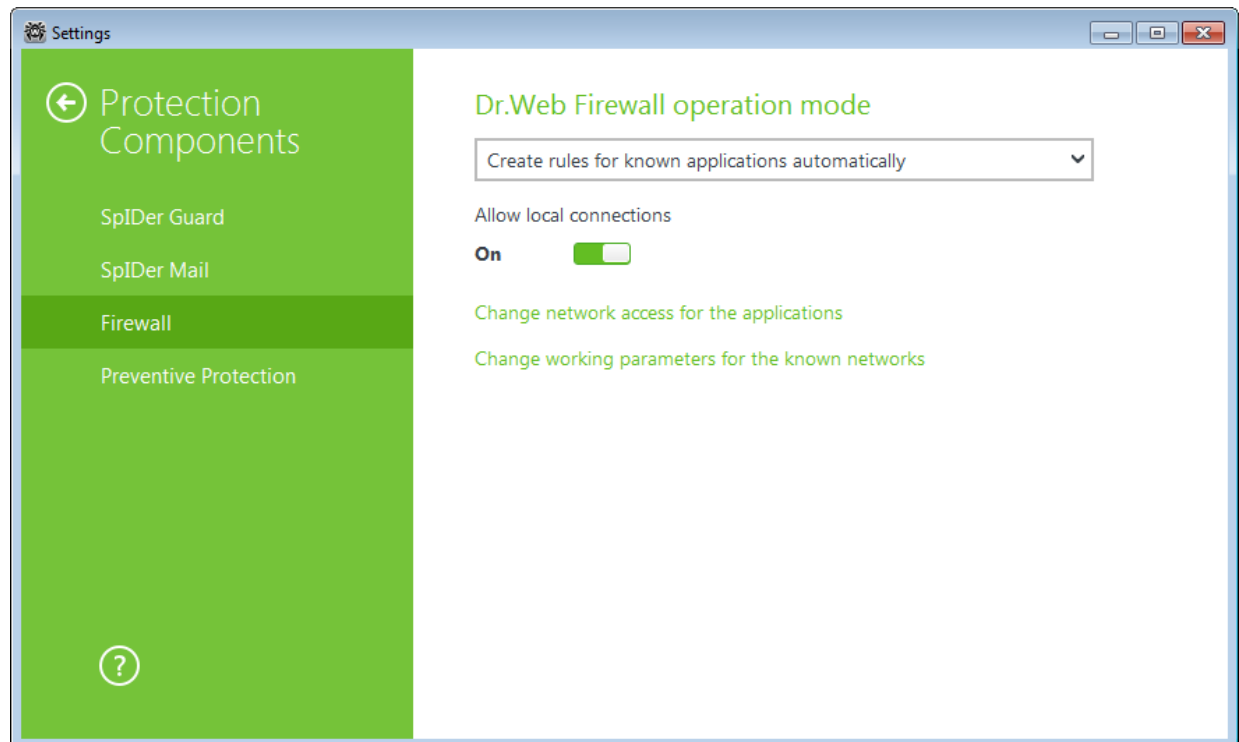 Settings
Protection
Components
SpIDer Guard
SpIDer Mail
Firewall
Preventive Protection
?
Dr.Web Firewall operation mode
Create rules for known applications automatically
Allow local connections
On
Change network access for the applications
Change working parameters for the known networks